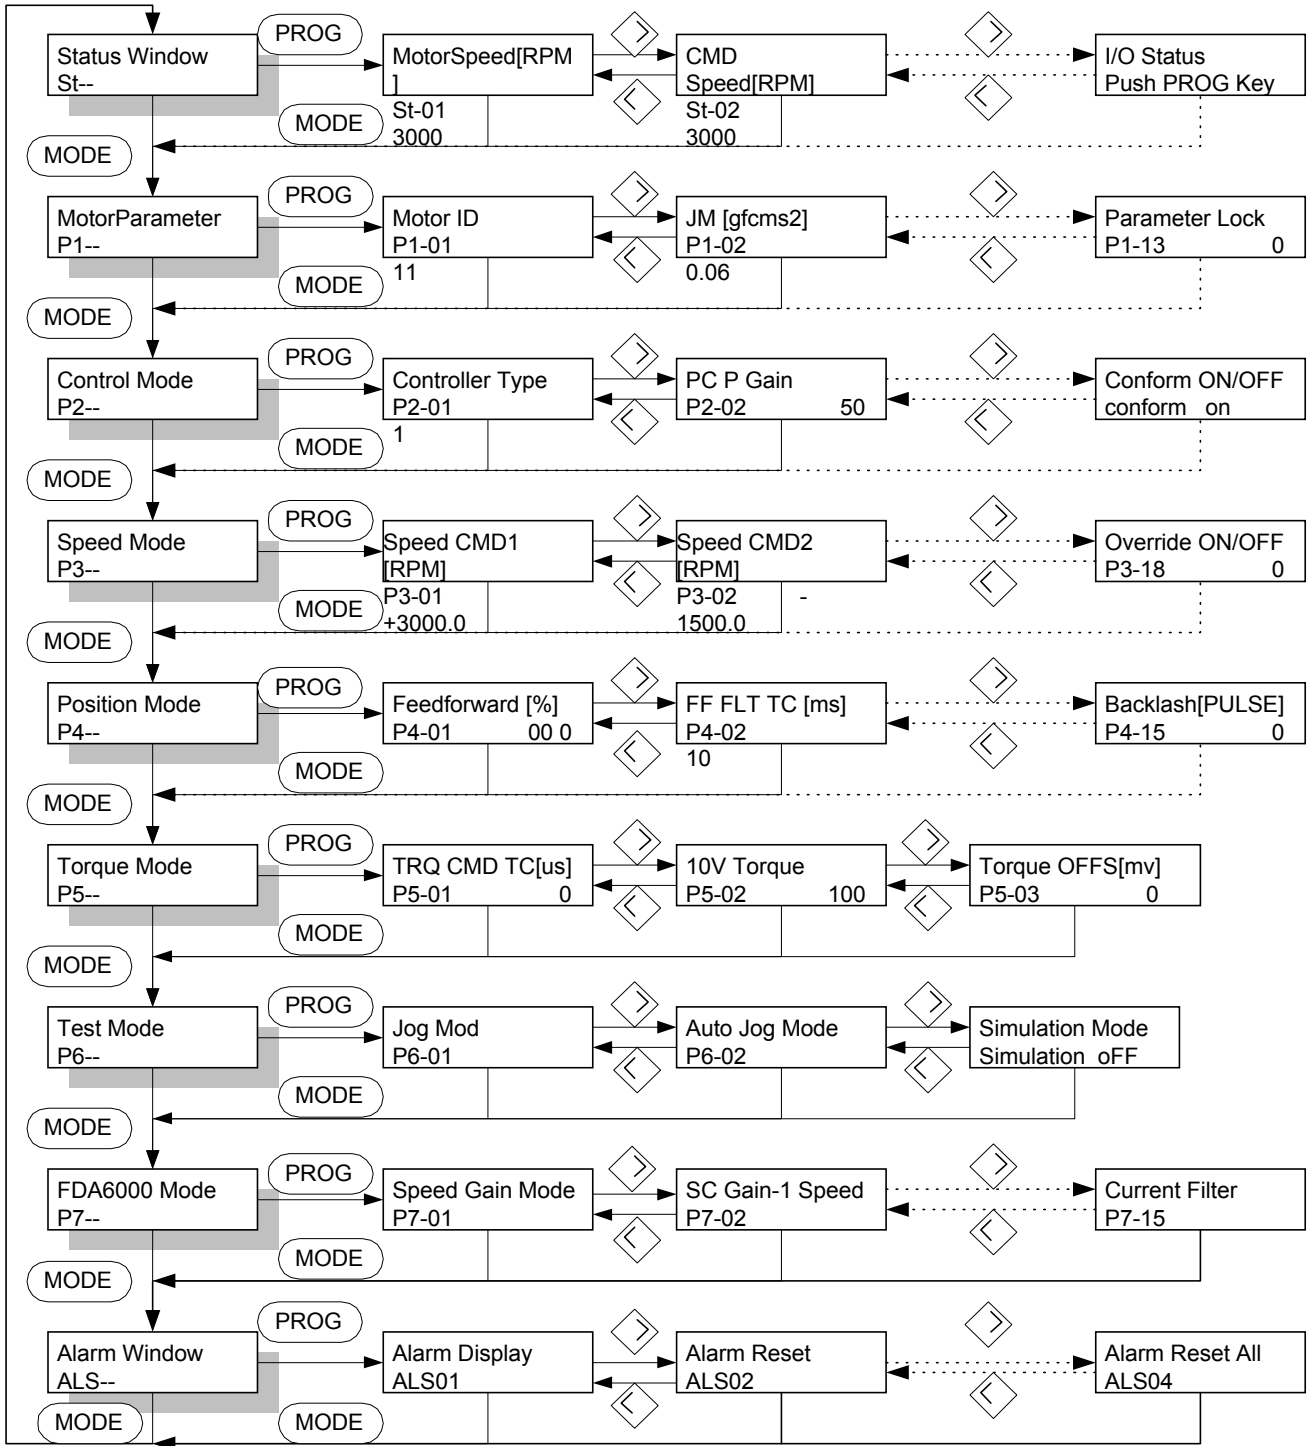 PROG
Status Window
St--
MotorSpeed[RPM
]
St-01
3000
CMD
Speed[RPM]
St-02
3000
I/O Status
Push PROG Key
MODE
MODE
PROG
MotorParameter
P1--
Motor ID
P1-01
11
JM [gfcms2]
P1-02
0.06
Parameter Lock
P1-13 0
MODE
MODE
PROG
Control Mode
P2--
Controller Type
P2-01
1
PC P Gain
P2-02 50
Conform ON/OFF
conform on
MODE
MODE
PROG
Speed Mode
P3--
Speed CMD1
[RPM]
P3-01
+3000.0
Speed CMD2
[RPM]
P3-02 -
1500.0
Override ON/OFF
P3-18 0
MODE
MODE
PROG
Position Mode
P4--
Feedforward [%]
P4-01 00 0
FF FLT TC [ms]
P4-02
10
Backlash[PULSE]
P4-15 0
MODE
MODE
PROG
Torque Mode
P5--
TRQ CMD TC[us]
P5-01 0
10V Torque
P5-02 100
Torque OFFS[mv]
P5-03 0
MODE
MODE
PROG
Test Mode
P6--
Jog Mod
P6-01
Auto Jog Mode
P6-02
Simulation Mode
Simulation oFF
MODE
MODE
PROG
FDA6000 Mode
P7--
Speed Gain Mode
P7-01
SC Gain-1 Speed
P7-02
Current Filter
P7-15
MODE
MODE
PROG
Alarm Window
ALS--
Alarm Display
ALS01
Alarm Reset
ALS02
Alarm Reset All
ALS04
MODE
MODE